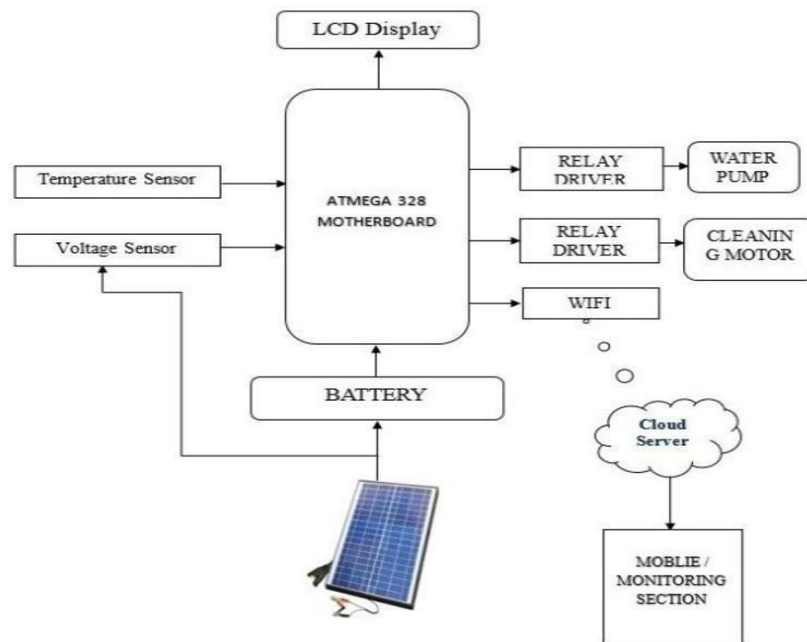 LCD Display
Temperature Sensor
Voltage Sensor
ATMEGA 328
MOTHERBOARD
RELAY
DRIVER
WATER
PUMP
RELAY
DRIVER
CLEANIN
G MOTOR
WIFI
BATTERY
Cloud
Server
MOBLIE /
MONITORING
SECTION